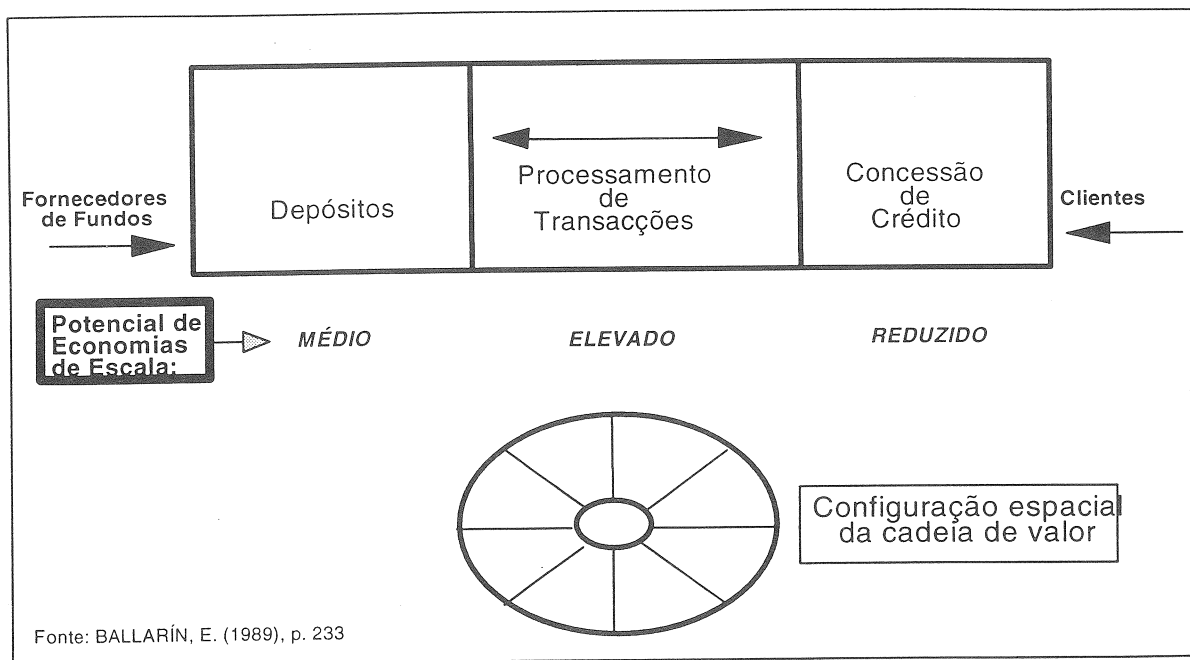 Fornecedores
de Fundos
Depósitos
Processamento
de
Transacções
Concessão
de
Crédito
Clientes
Potencial de
Economias
de Escala:
MÉDIO
ELEVADO
REDUZIDO
Configuração espacial
da cadeia de valor
Fonte: BALLARÍN, E. (1989), p. 233